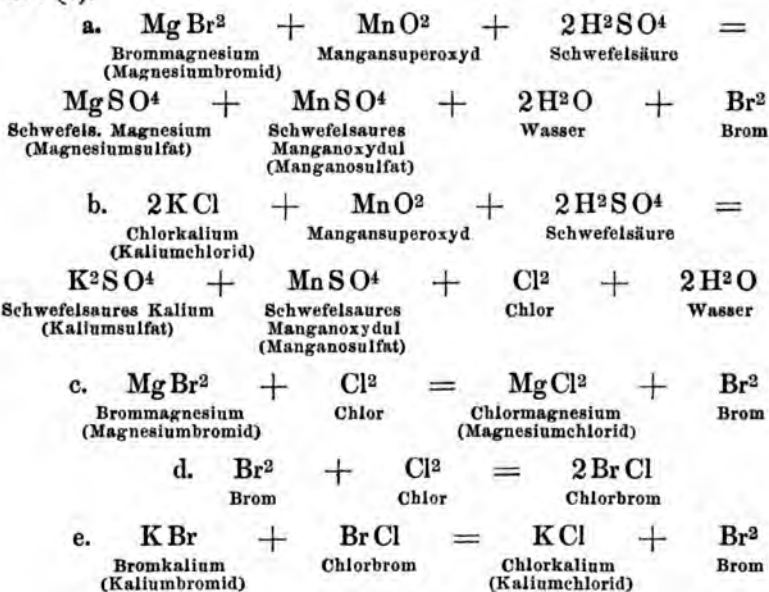 a. MgBr² + MnO² + 2H²SO⁴ =
Brommagnesium Mangansuperoxyd Schwefelsäure
(Magnesiumbromid)
MgSO⁴ + MnSO⁴ + 2H²O + Br²
Schwefels. Magnesium Schwefelsaures Wasser Brom
(Magnesiumsulfat) Manganoxydul
(Manganosulfat)
b. 2KCl + MnO² + 2H²SO⁴ =
Chlorkalium Mangansuperoxyd Schwefelsäure
(Kaliumchlorid)
K²SO⁴ + MnSO⁴ + Cl² + 2H²O
Schwefelsaures Kalium Schwefelsaures Chlor Wasser
(Kaliumsulfat) Manganoxydul
(Manganosulfat)
c. MgBr² + Cl² = MgCl² + Br²
Brommagnesium Chlor Chlormagnesium Brom
(Magnesiumbromid) (Magnesiumchlorid)
d. Br² + Cl² = 2BrCl
Brom Chlor Chlorbrom
e. KBr + BrCl = KCl + Br²
Bromkalium Chlorbrom Chlorkalium Brom
(Kaliumbromid) (Kaliumchlorid)